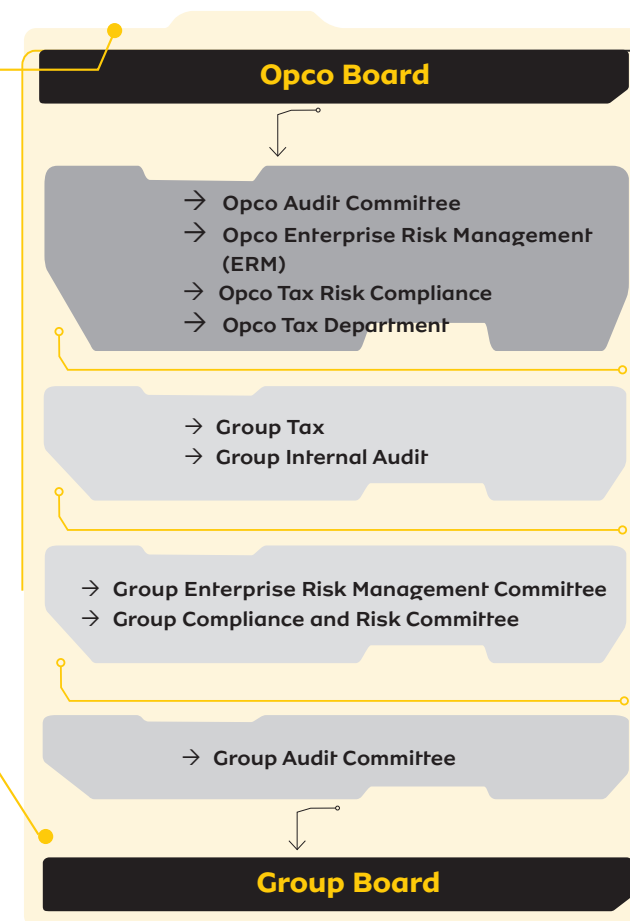 Opco Board
→ Opco Audit Committee
→ Opco Enterprise Risk Management
(ERM)
→ Opco Tax Risk Compliance
→ Opco Tax Department
→ Group Tax
→ Group Internal Audit
→ Group Enterprise Risk Management Committee
→ Group Compliance and Risk Committee
→ Group Audit Committee
Group Board